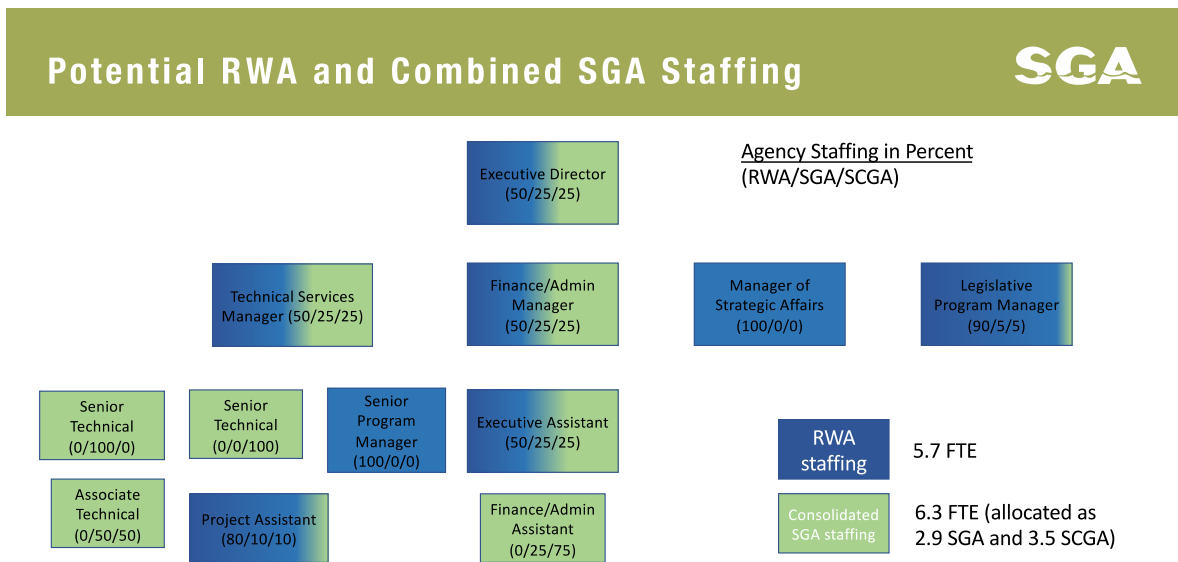 Potential RWA and Combined SGA Staffing
SGA
Executive Director
(50/25/25)
Agency Staffing in Percent
(RWA/SGA/SCGA)
Technical Services
Manager (50/25/25)
Finance/Admin
Manager
(50/25/25)
Manager of
Strategic Affairs
(100/0/0)
Legislative
Program Manager
(90/5/5)
Senior
Technical
(0/100/0)
Senior
Technical
(0/0/100)
Senior
Program
Manager
(100/0/0)
Executive Assistant
(50/25/25)
RWA
staffing
5.7 FTE
Associate
Technical
(0/50/50)
Project Assistant
(80/10/10)
Finance/Admin
Assistant
(0/25/75)
Consolidated
SGA staffing
6.3 FTE (allocated as
2.9 SGA and 3.5 SCGA)